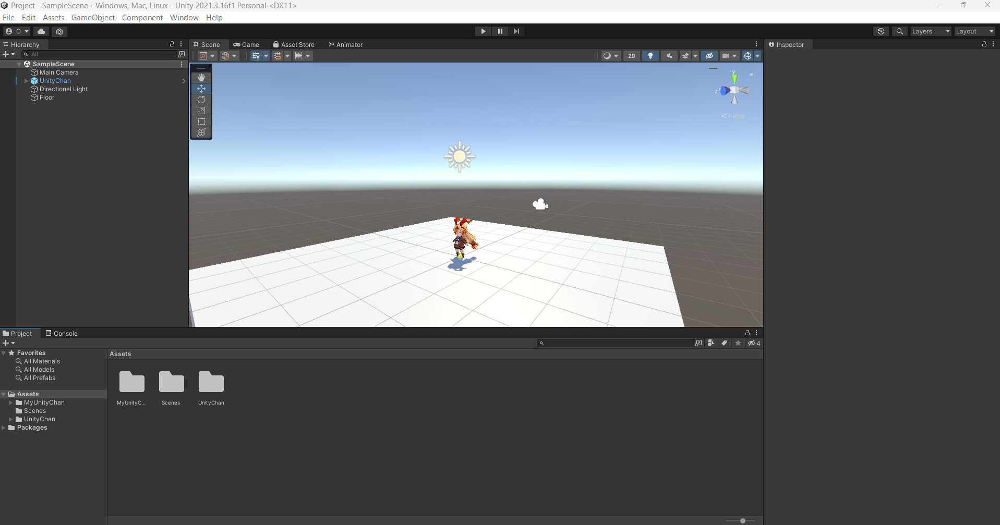 Project - SampleScene - Windows, Mac, Linux - Unity 2021.3.16f1 Personal <DX11>
File Edit Assets GameObject Component Window Help
O
Layers
Layout
Hierarchy
All
SampleScene
Main Camera
UnityChan
Directional Light
Floor
Scene
Game
Asset Store
Animator
2D
y
x
z
Persp
Inspector
Project
Console
4
Favorites
All Materials
All Models
All Prefabs
Assets
MyUnityChan
Scenes
UnityChan
Packages
Assets
MyUnityC...
Scenes
UnityChan